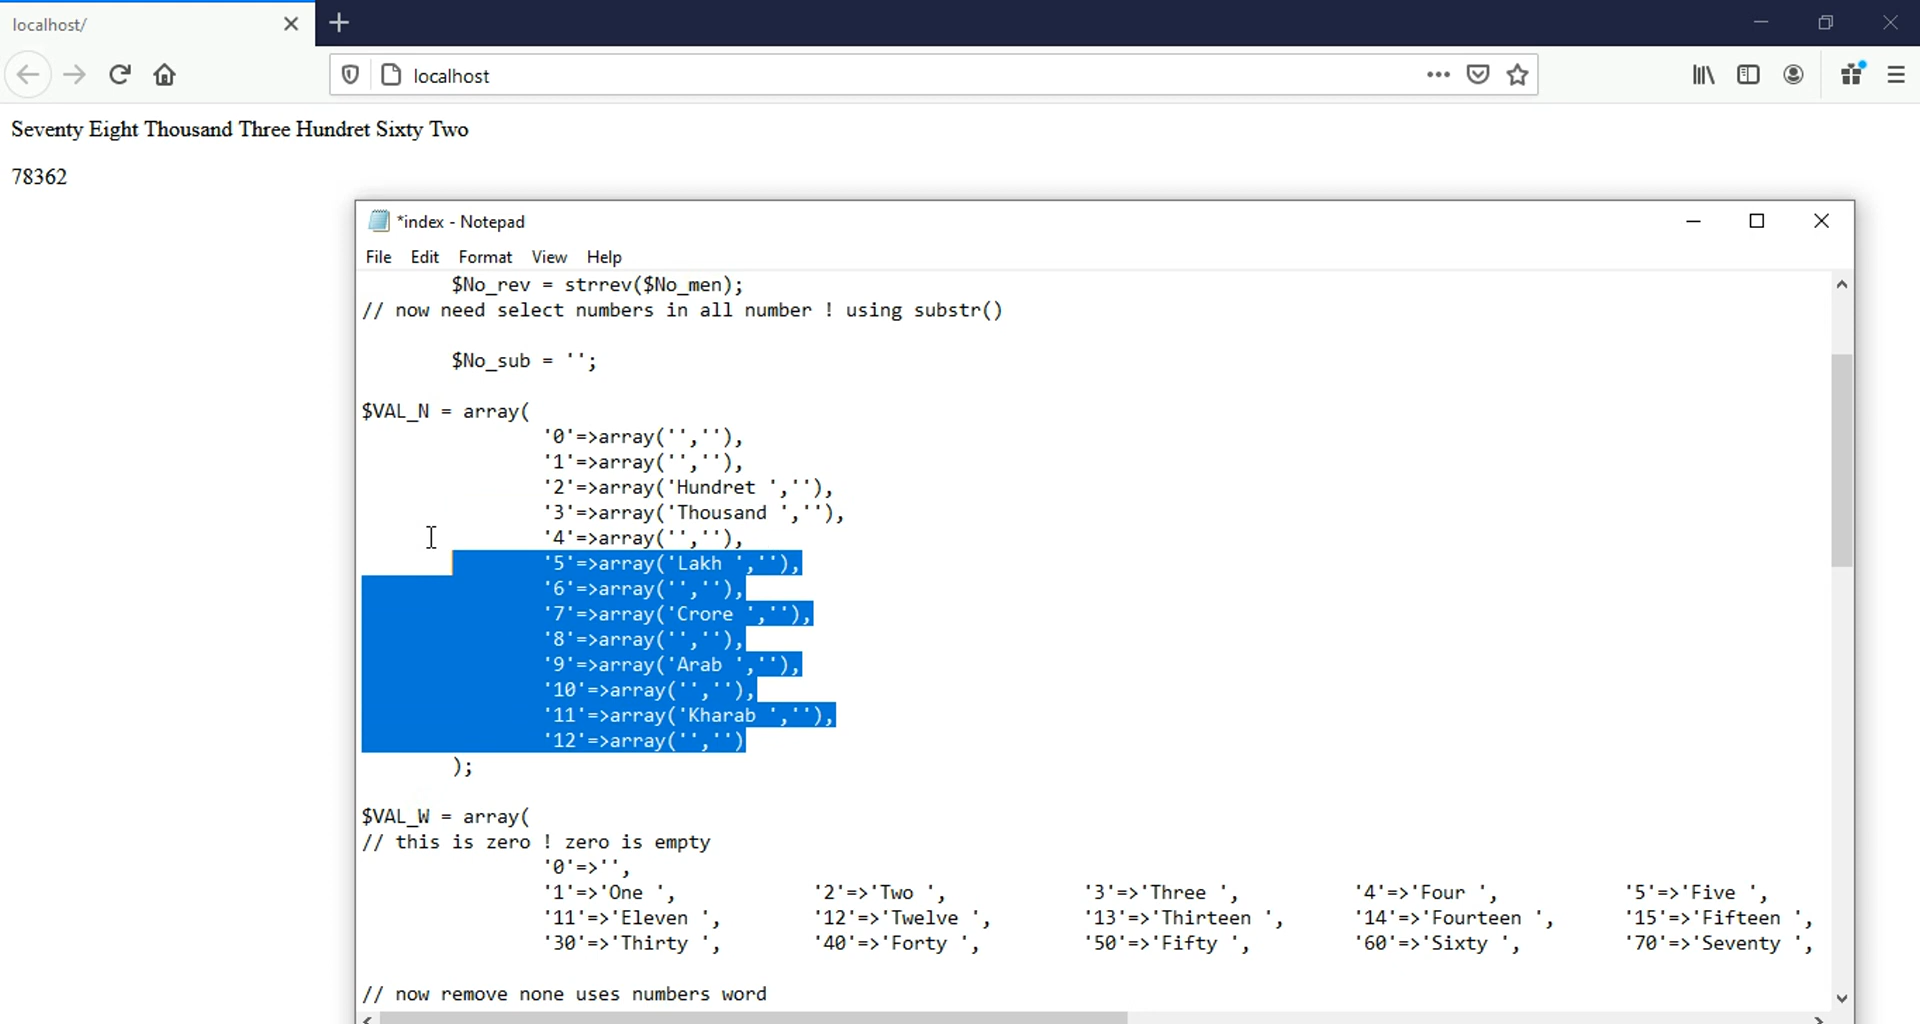 localhost/
localhost
Seventy Eight Thousand Three Hundret Sixty Two
78362
*index - Notepad
File Edit Format View Help
$No_rev = strrev($No_men);
// now need select numbers in all number ! using substr()
$No_sub = '';
$VAL_N = array(
'0'=>array('',''),
'1'=>array('',''),
'2'=>array('Hundret ',''),
'3'=>array('Thousand ',''),
'4'=>array('',''),
'5'=>array('Lakh ',''),
'6'=>array('',''),
'7'=>array('Crore ',''),
'8'=>array('',''),
'9'=>array('Arab ',''),
'10'=>array('',''),
'11'=>array('Kharab ',''),
'12'=>array('','')
);
$VAL_W = array(
// this is zero ! zero is empty
'0'=>'',
'1'=>'One ', '2'=>'Two ', '3'=>'Three ', '4'=>'Four ', '5'=>'Five ',
'11'=>'Eleven ', '12'=>'Twelve ', '13'=>'Thirteen ', '14'=>'Fourteen ', '15'=>'Fifteen ',
'30'=>'Thirty ', '40'=>'Forty ', '50'=>'Fifty ', '60'=>'Sixty ', '70'=>'Seventy ',
// now remove none uses numbers word